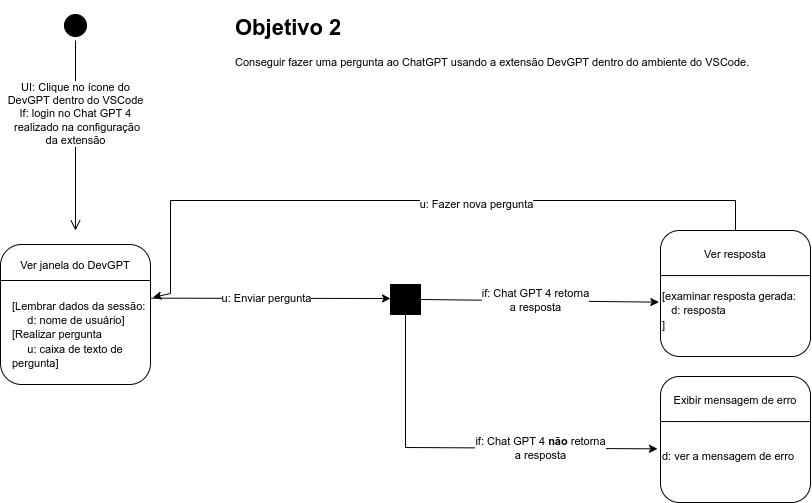 Objetivo 2
Conseguir fazer uma pergunta ao ChatGPT usando a extensão DevGPT dentro do ambiente do VSCode.
UI: Clique no ícone do
DevGPT dentro do VSCode
If: login no Chat GPT 4
realizado na configuração
da extensão
u: Fazer nova pergunta
Ver janela do DevGPT
[Lembrar dados da sessão:
d: nome de usuário]
[Realizar pergunta
u: caixa de texto de
pergunta]
u: Enviar pergunta
if: Chat GPT 4 retorna
a resposta
Ver resposta
[examinar resposta gerada:
d: resposta
]
if: Chat GPT 4 não retorna
a resposta
Exibir mensagem de erro
d: ver a mensagem de erro